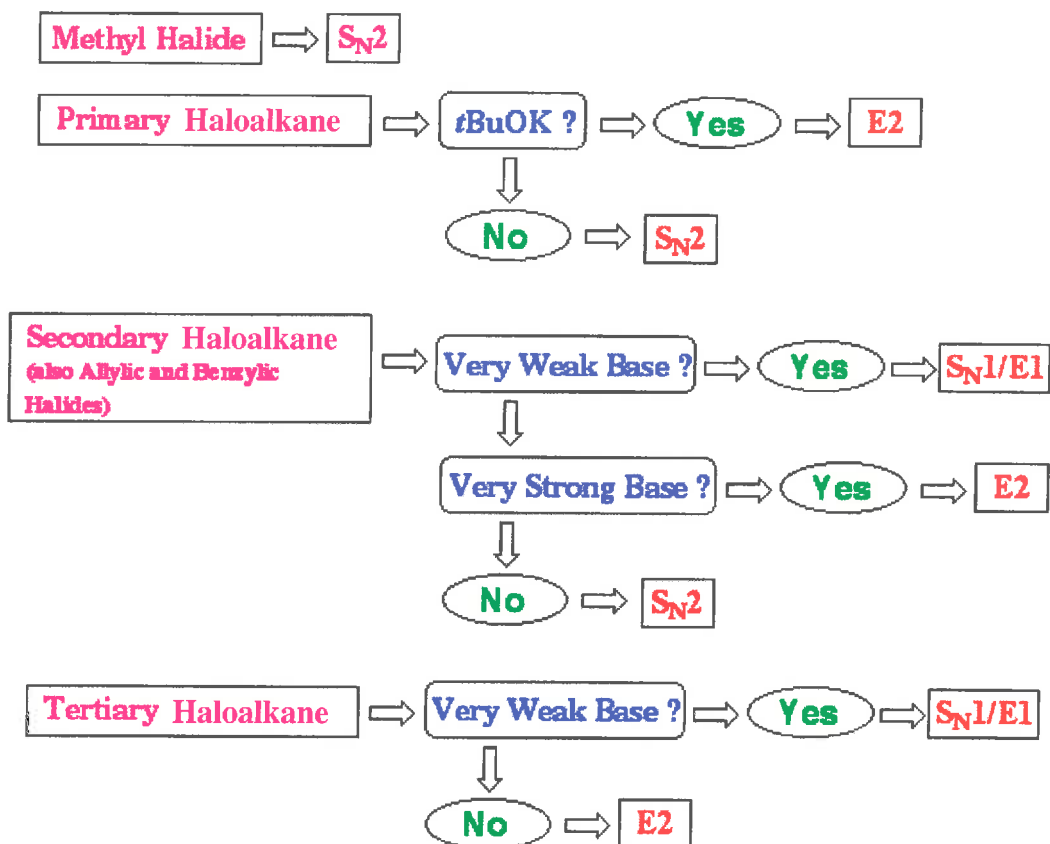 Methyl Halide SN2
Primary Haloalkane tBuOK ? Yes E2
No SN2
Secondary Haloalkane
(also Allylic and Benzylic
Halides)
Very Weak Base ? Yes SN1/E1
Very Strong Base ? Yes E2
No SN2
Tertiary Haloalkane Very Weak Base ? Yes SN1/E1
No E2